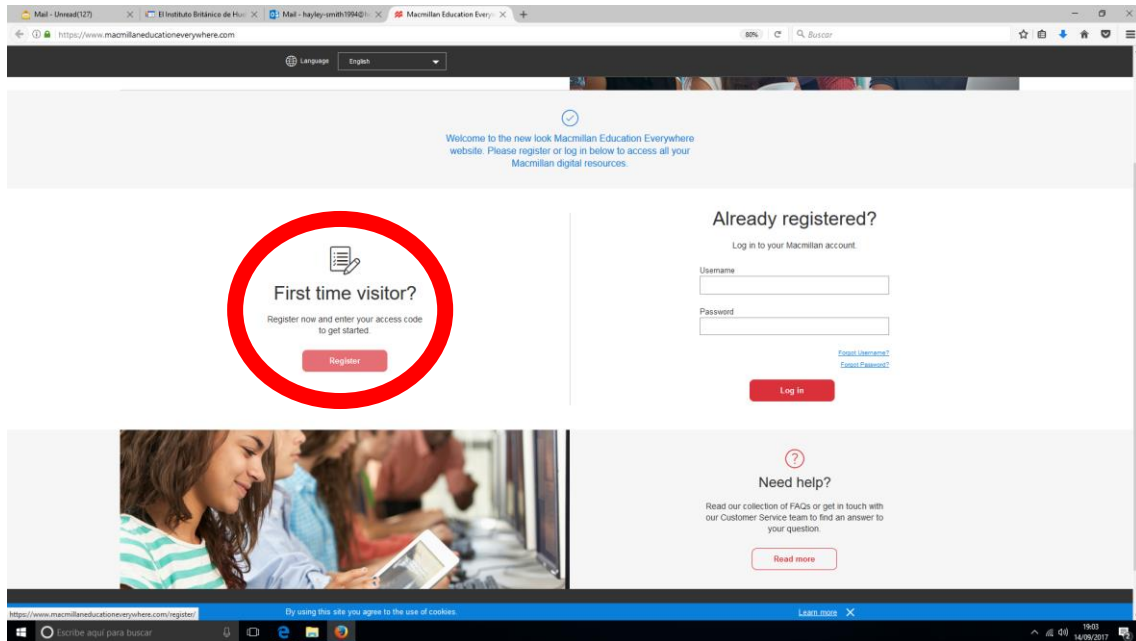 Mail - Unread(127)
El Instituto Británico de Hue
Mail - hayley-smith1994@
Macmillan Education Every
https://www.macmillaneducationeverywhere.com
80%
Buscar
Language
English
Welcome to the new look Macmillan Education Everywhere
website. Please register or log in below to access all your
Macmillan digital resources.
First time visitor?
Register now and enter your access code
to get started.
Register
Already registered?
Log in to your Macmillan account.
Username
Password
Forgot Username?
Forgot Password?
Log in
Need help?
Read our collection of FAQs or get in touch with
our Customer Service team to find an answer to
your question.
Read more
https://www.macmillaneducationeverywhere.com/register/
By using this site you agree to the use of cookies.
Learn more
Escribe aquí para buscar
19:03
14/09/2017